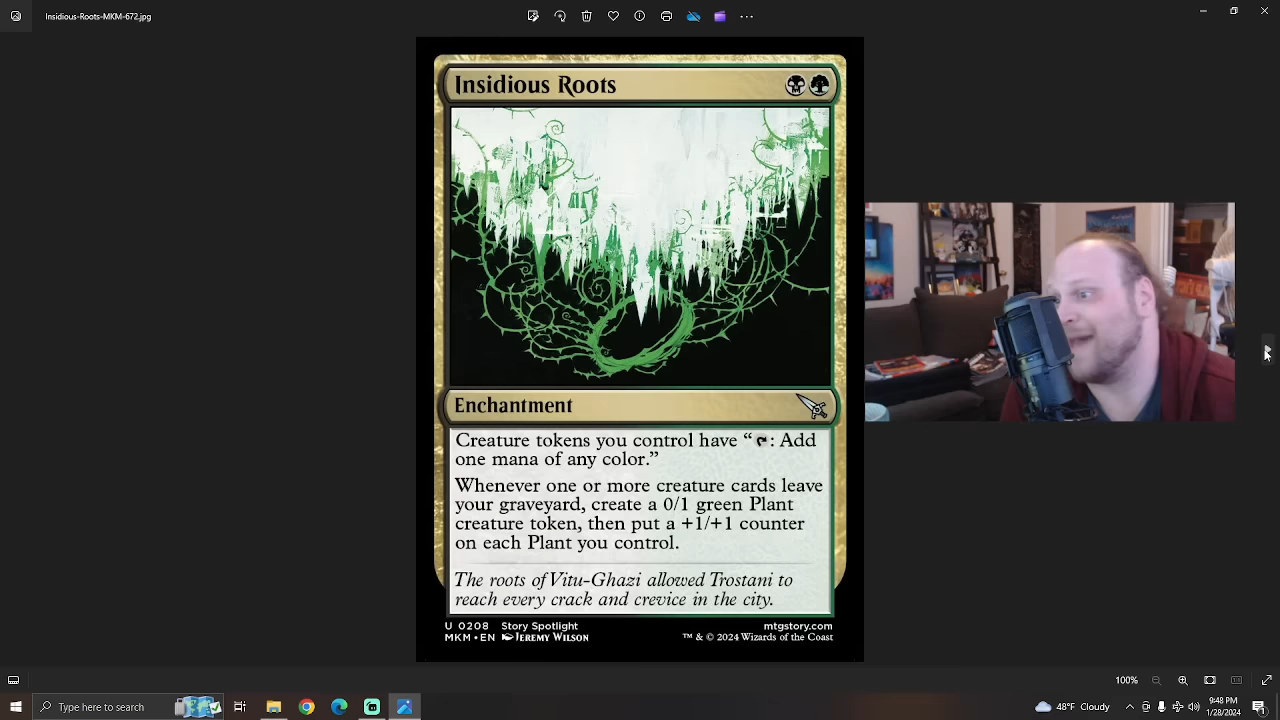 Insidious-Roots-MKM-672.jpg
Insidious Roots
Enchantment
Creature tokens you control have “ : Add
one mana of any color.”
Whenever one or more creature cards leave
your graveyard, create a 0/1 green Plant
creature token, then put a +1/+1 counter
on each Plant you control.
The roots of Vitu-Ghazi allowed Trostani to
reach every crack and crevice in the city.
U 0208 Story Spotlight mtgstory.com
MKM • EN JEREMY WILSON ™ & © 2024 Wizards of the Coast
100%
Type here to search
48°F Cloudy
9:48 PM
1/28/2024